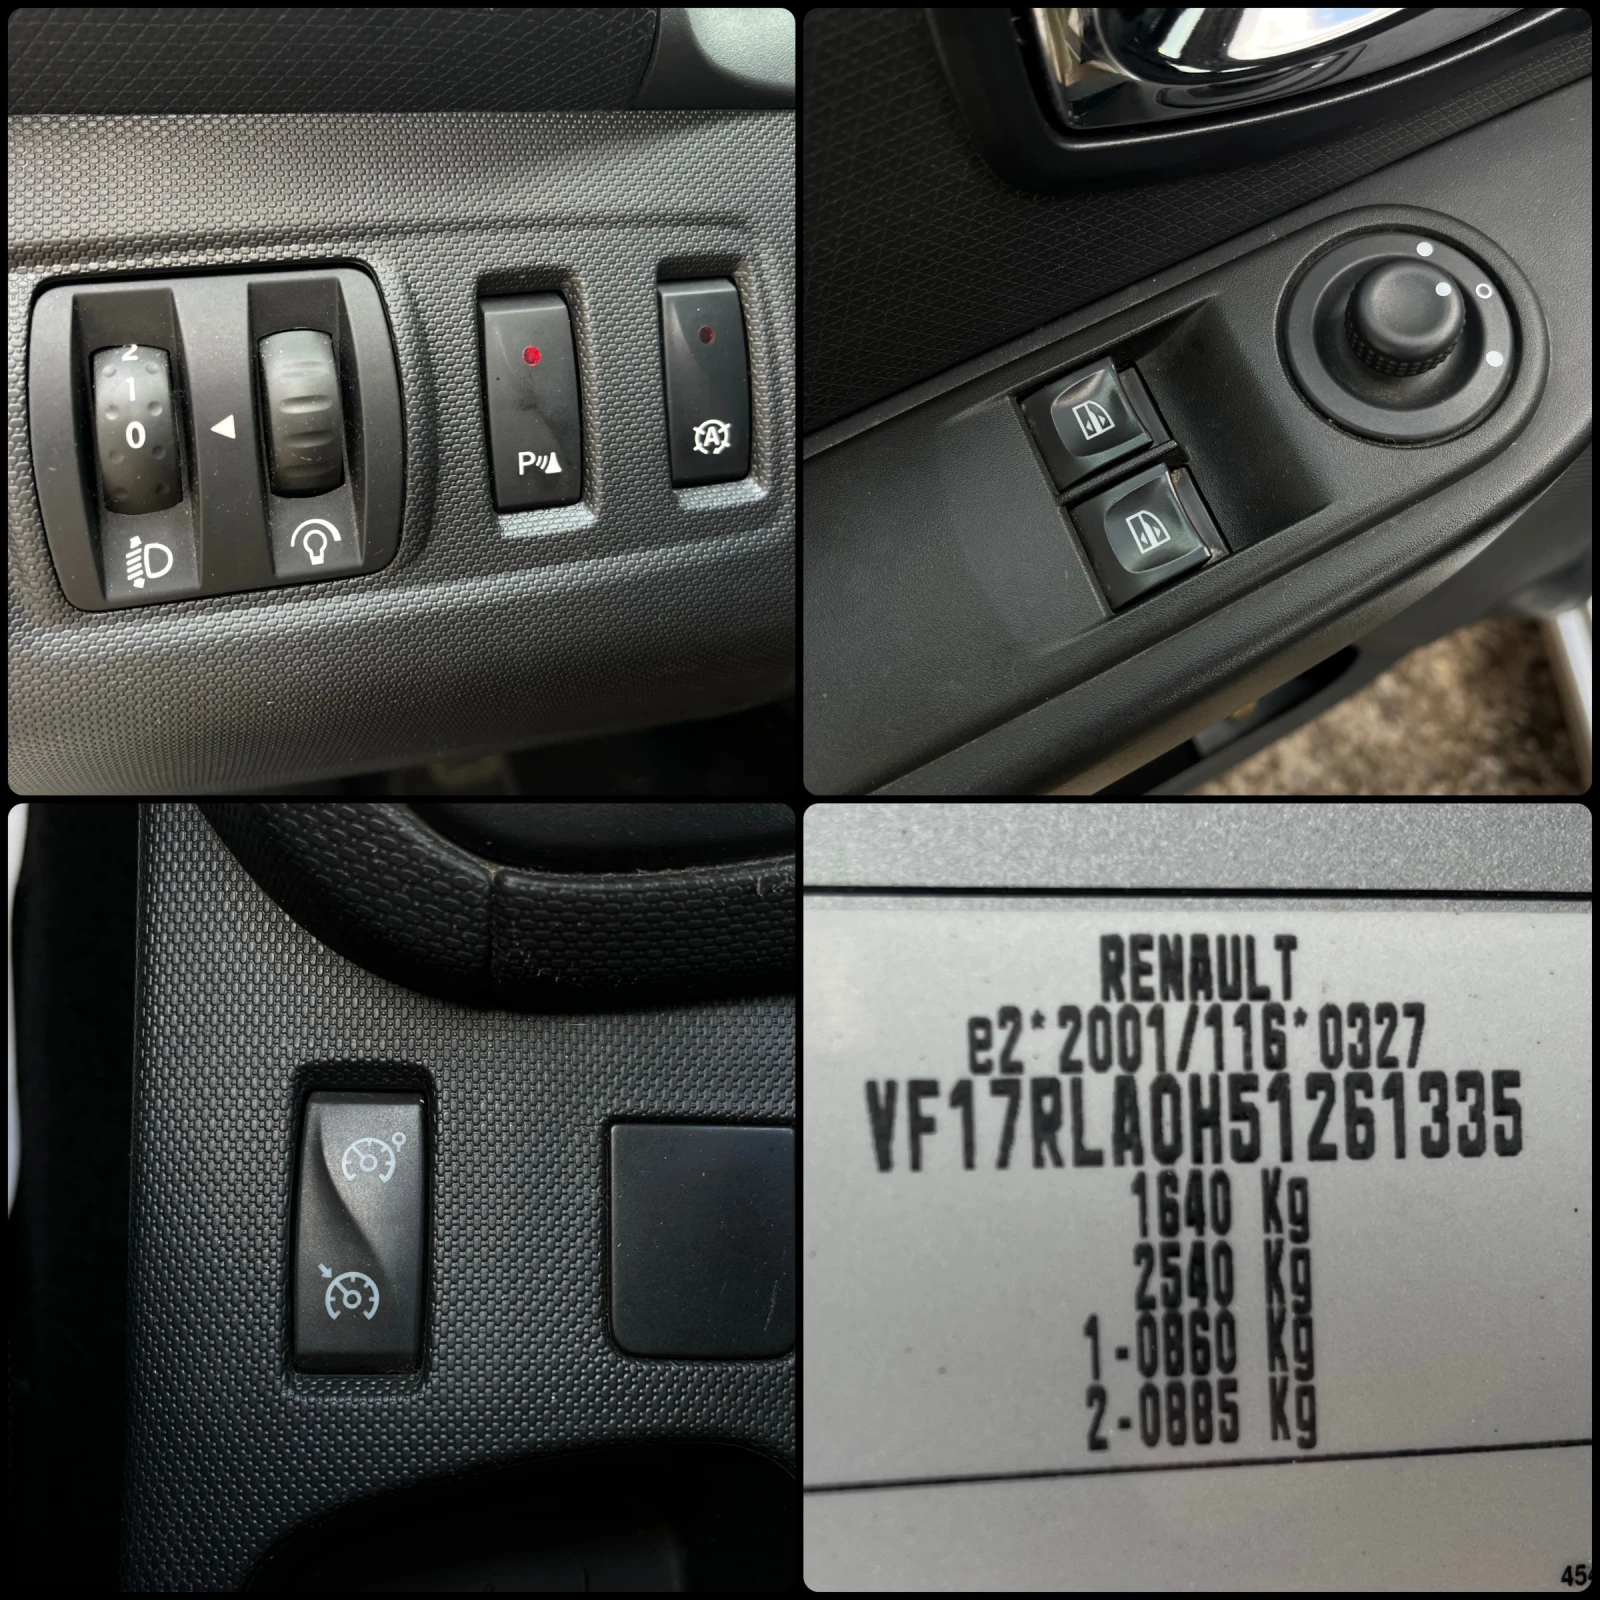 2
1
0
P
A
RENAULT
e2*2001/116*0327
VF17RLA0H51261335
1640 Kg
2540 Kg
1-0860 Kg
2-0885 Kg